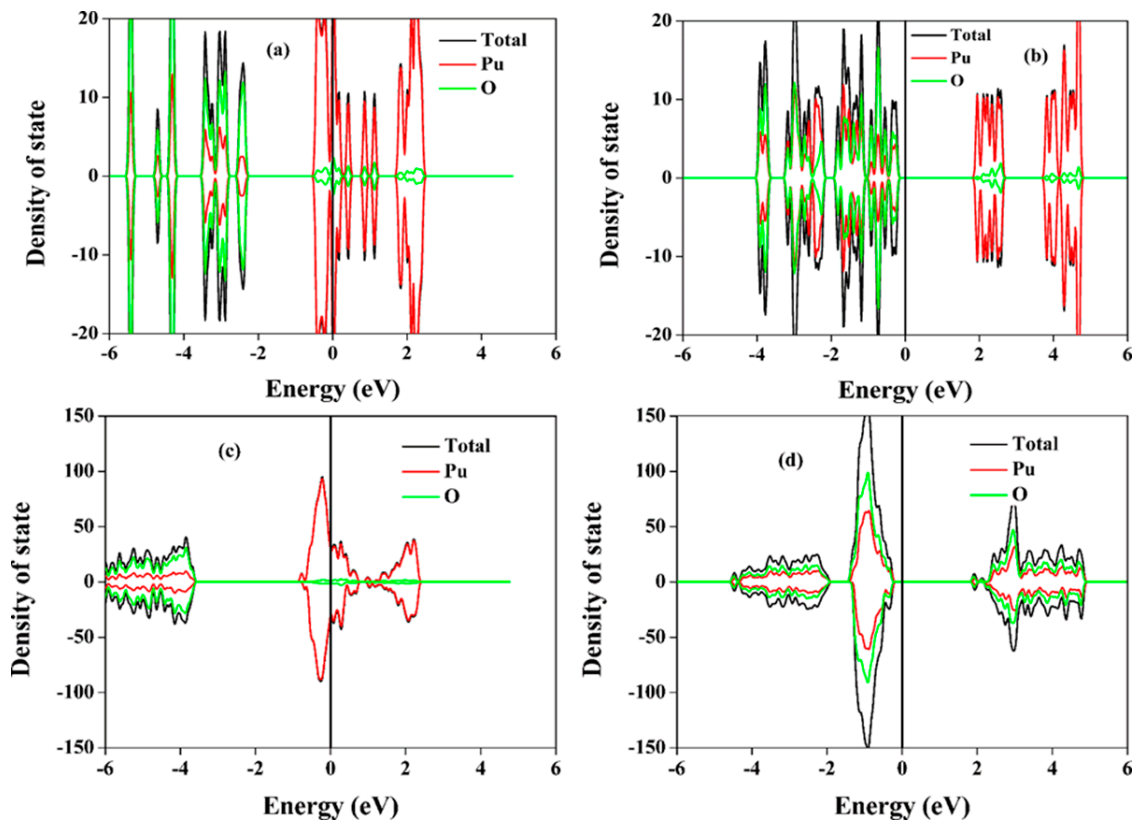 20
10
0
-10
-20
Density of state
(a)
Total
Pu
O
-6 -4 -2 0 2 4 6
Energy (eV)
20
10
0
-10
-20
Density of state
(b)
Total
Pu
O
-6 -4 -2 0 2 4 6
Energy (eV)
150
100
50
0
-50
-100
-150
Density of state
(c)
Total
Pu
O
-6 -4 -2 0 2 4 6
Energy (eV)
150
100
50
0
-50
-100
-150
Density of state
(d)
Total
Pu
O
-6 -4 -2 0 2 4 6
Energy (eV)